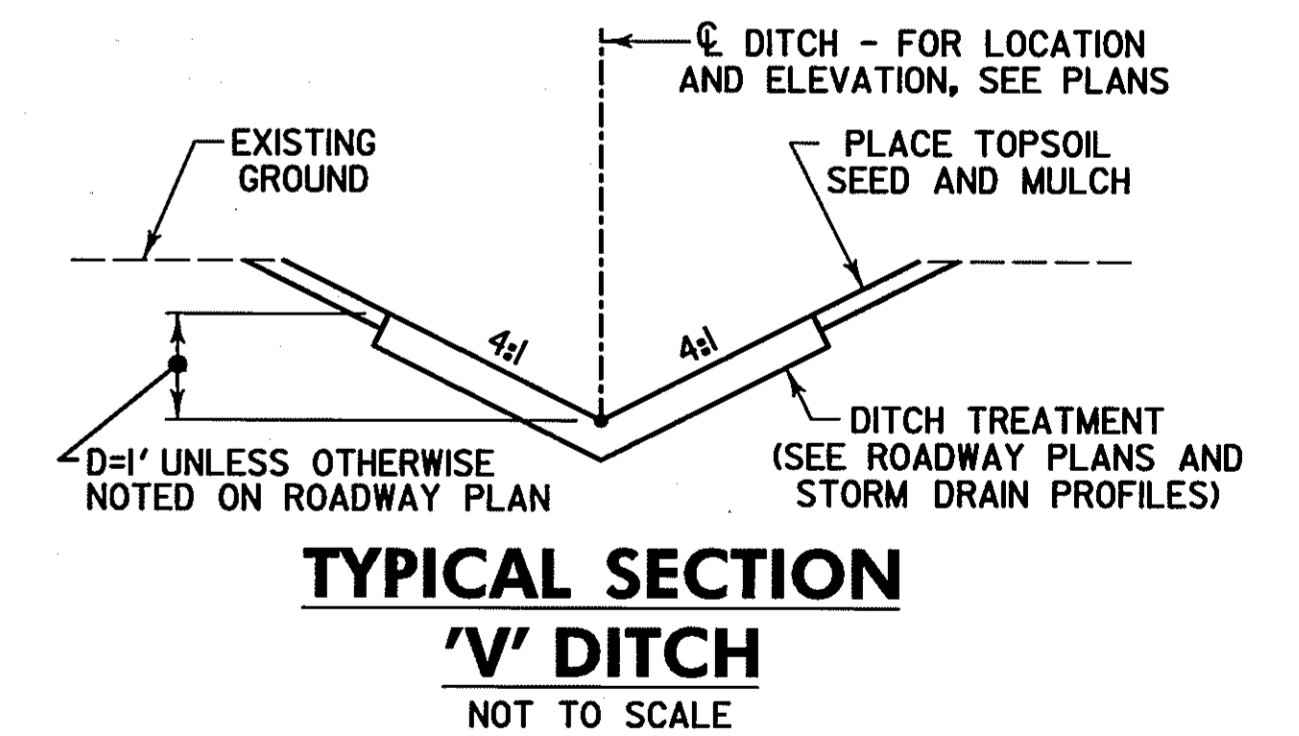 ℄ DITCH - FOR LOCATION
AND ELEVATION, SEE PLANS
EXISTING
GROUND
PLACE TOPSOIL
SEED AND MULCH
4:1
4:1
D=1' UNLESS OTHERWISE
NOTED ON ROADWAY PLAN
DITCH TREATMENT
(SEE ROADWAY PLANS AND
STORM DRAIN PROFILES)
TYPICAL SECTION
'V' DITCH
NOT TO SCALE